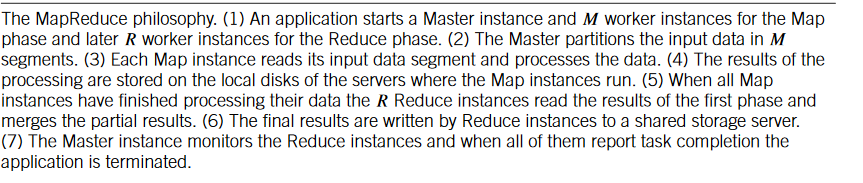 The MapReduce philosophy. (1) An application starts a Master instance and M worker instances for the Map
phase and later R worker instances for the Reduce phase. (2) The Master partitions the input data in M
segments. (3) Each Map instance reads its input data segment and processes the data. (4) The results of the
processing are stored on the local disks of the servers where the Map instances run. (5) When all Map
instances have finished processing their data the R Reduce instances read the results of the first phase and
merges the partial results. (6) The final results are written by Reduce instances to a shared storage server.
(7) The Master instance monitors the Reduce instances and when all of them report task completion the
application is terminated.